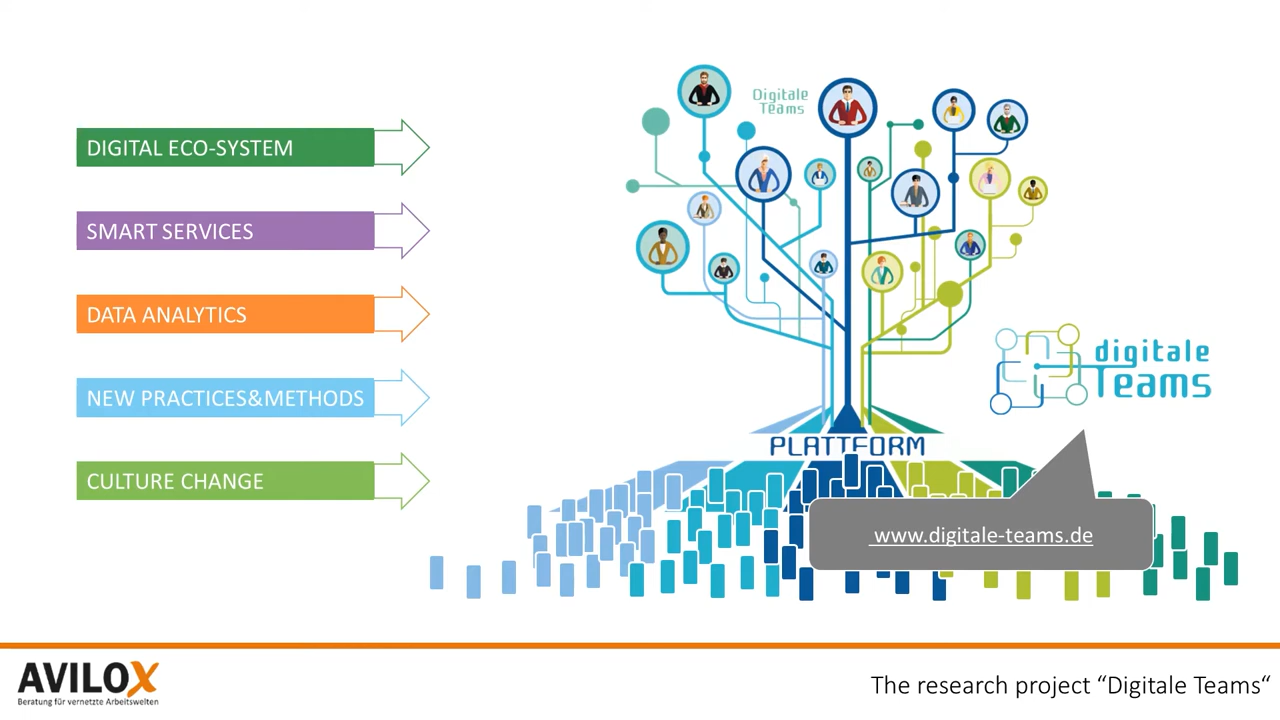 DIGITAL ECO-SYSTEM
SMART SERVICES
DATA ANALYTICS
NEW PRACTICES&METHODS
CULTURE CHANGE
Digitale
Teams
digitale
Teams
PLATTFORM
www.digitale-teams.de
AVILOX
Beratung für vernetzte Arbeitswelten
The research project “Digitale Teams“